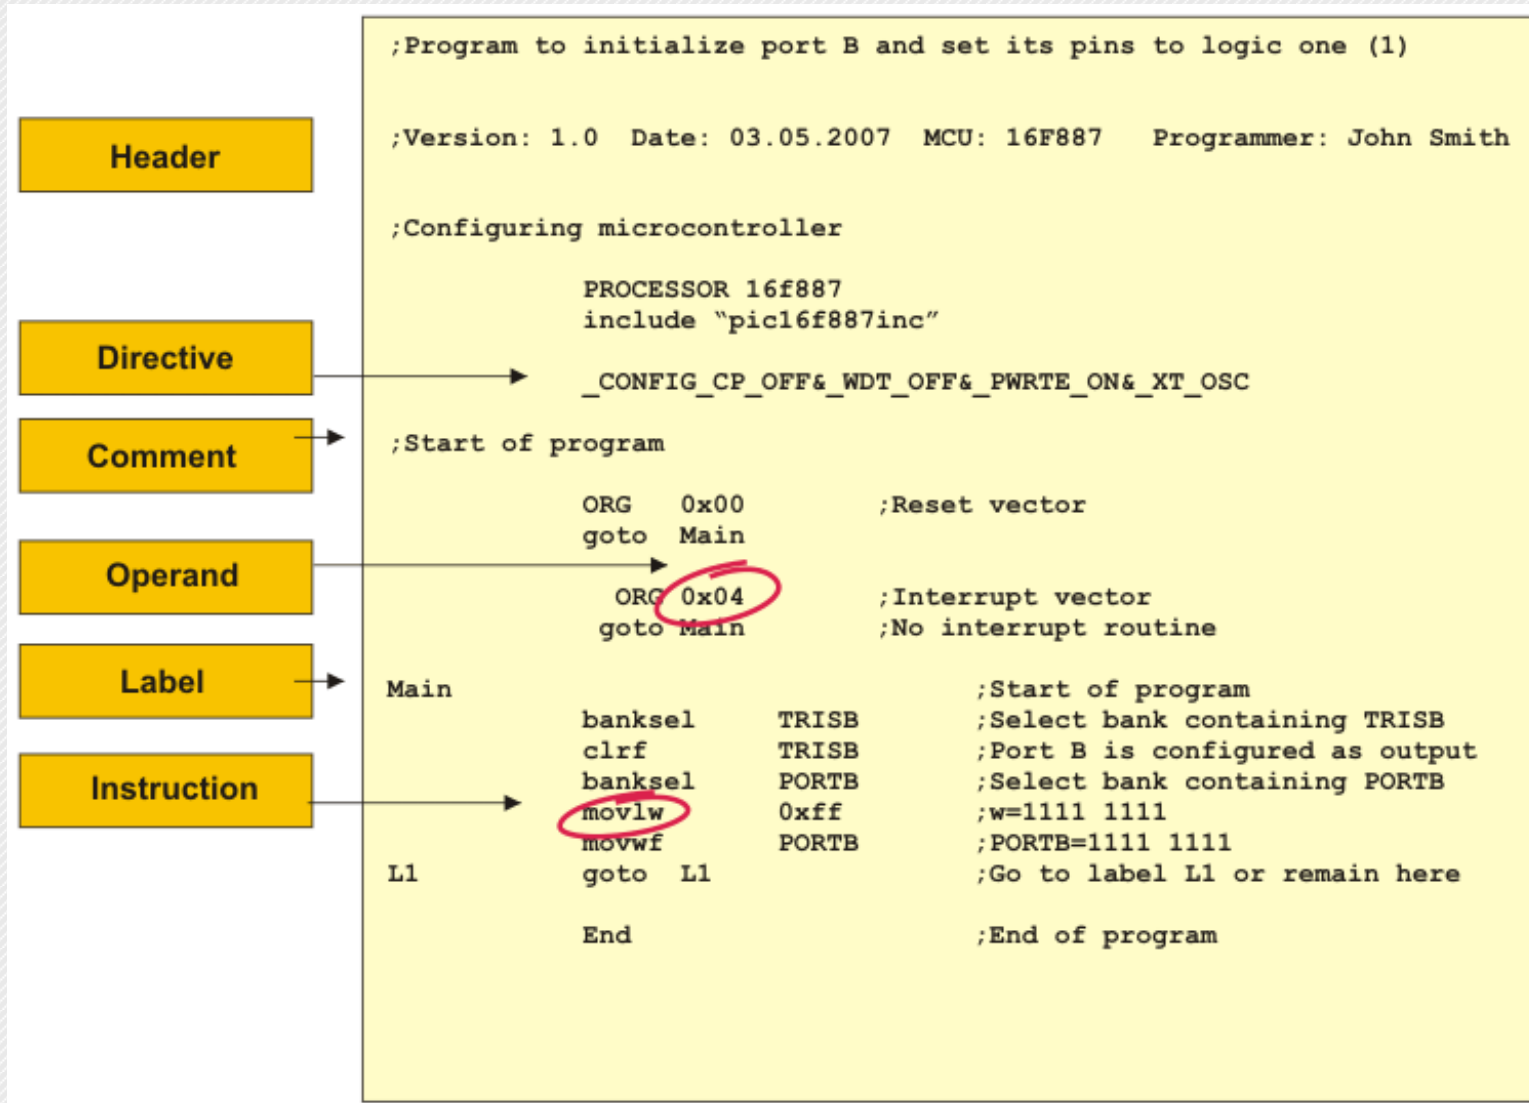 ;Program to initialize port B and set its pins to logic one (1)
Header
;Version: 1.0 Date: 03.05.2007 MCU: 16F887 Programmer: John Smith
;Configuring microcontroller
PROCESSOR 16f887
include “pic16f887inc”
Directive
_CONFIG_CP_OFF&_WDT_OFF&_PWRTE_ON&_XT_OSC
Comment
;Start of program
ORG 0x00 ;Reset vector
goto Main
Operand
ORG 0x04 ;Interrupt vector
goto Main ;No interrupt routine
Label
Main ;Start of program
banksel TRISB ;Select bank containing TRISB
clrf TRISB ;Port B is configured as output
Instruction
banksel PORTB ;Select bank containing PORTB
movlw 0xff ;w=1111 1111
movwf PORTB ;PORTB=1111 1111
L1 goto L1 ;Go to label L1 or remain here
End ;End of program